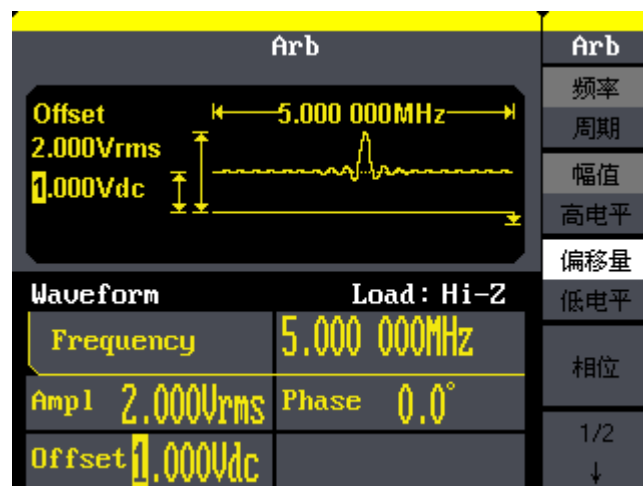 Arb
Offset
5.000 000MHz
2.000Vrms
1.000Vdc
Waveform
Load: Hi-Z
Frequency
5.000 000MHz
Ampl
2.000Vrms
Phase
0.0°
Offset
1.000Vdc
Arb
频率
周期
幅值
高电平
偏移量
低电平
相位
1/2
↓